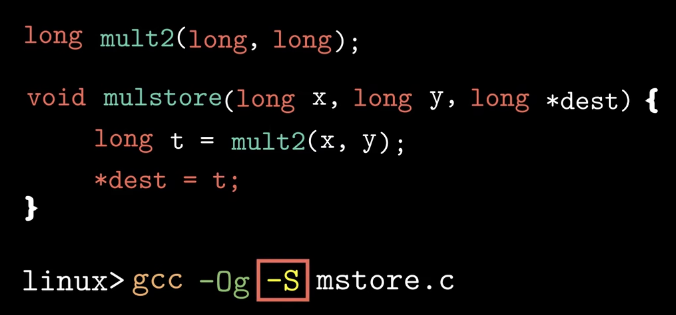 long mult2(long, long);
void mulstore(long x, long y, long *dest) {
long t = mult2(x, y);
*dest = t;
}
linux> gcc -Og -S mstore.c